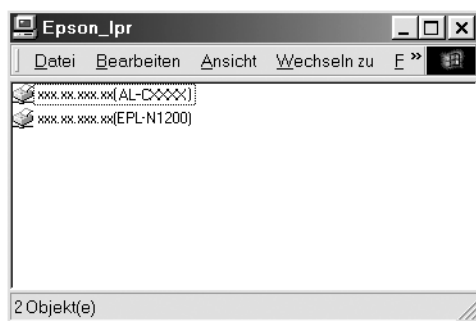 Epson_lpr
Datei Bearbeiten Ansicht Wechseln zu F »
xxx.xx.xxx.xx(AL-CXXXX)
xxx.xx.xxx.xx(EPL-N1200)
2 Objekt(e)